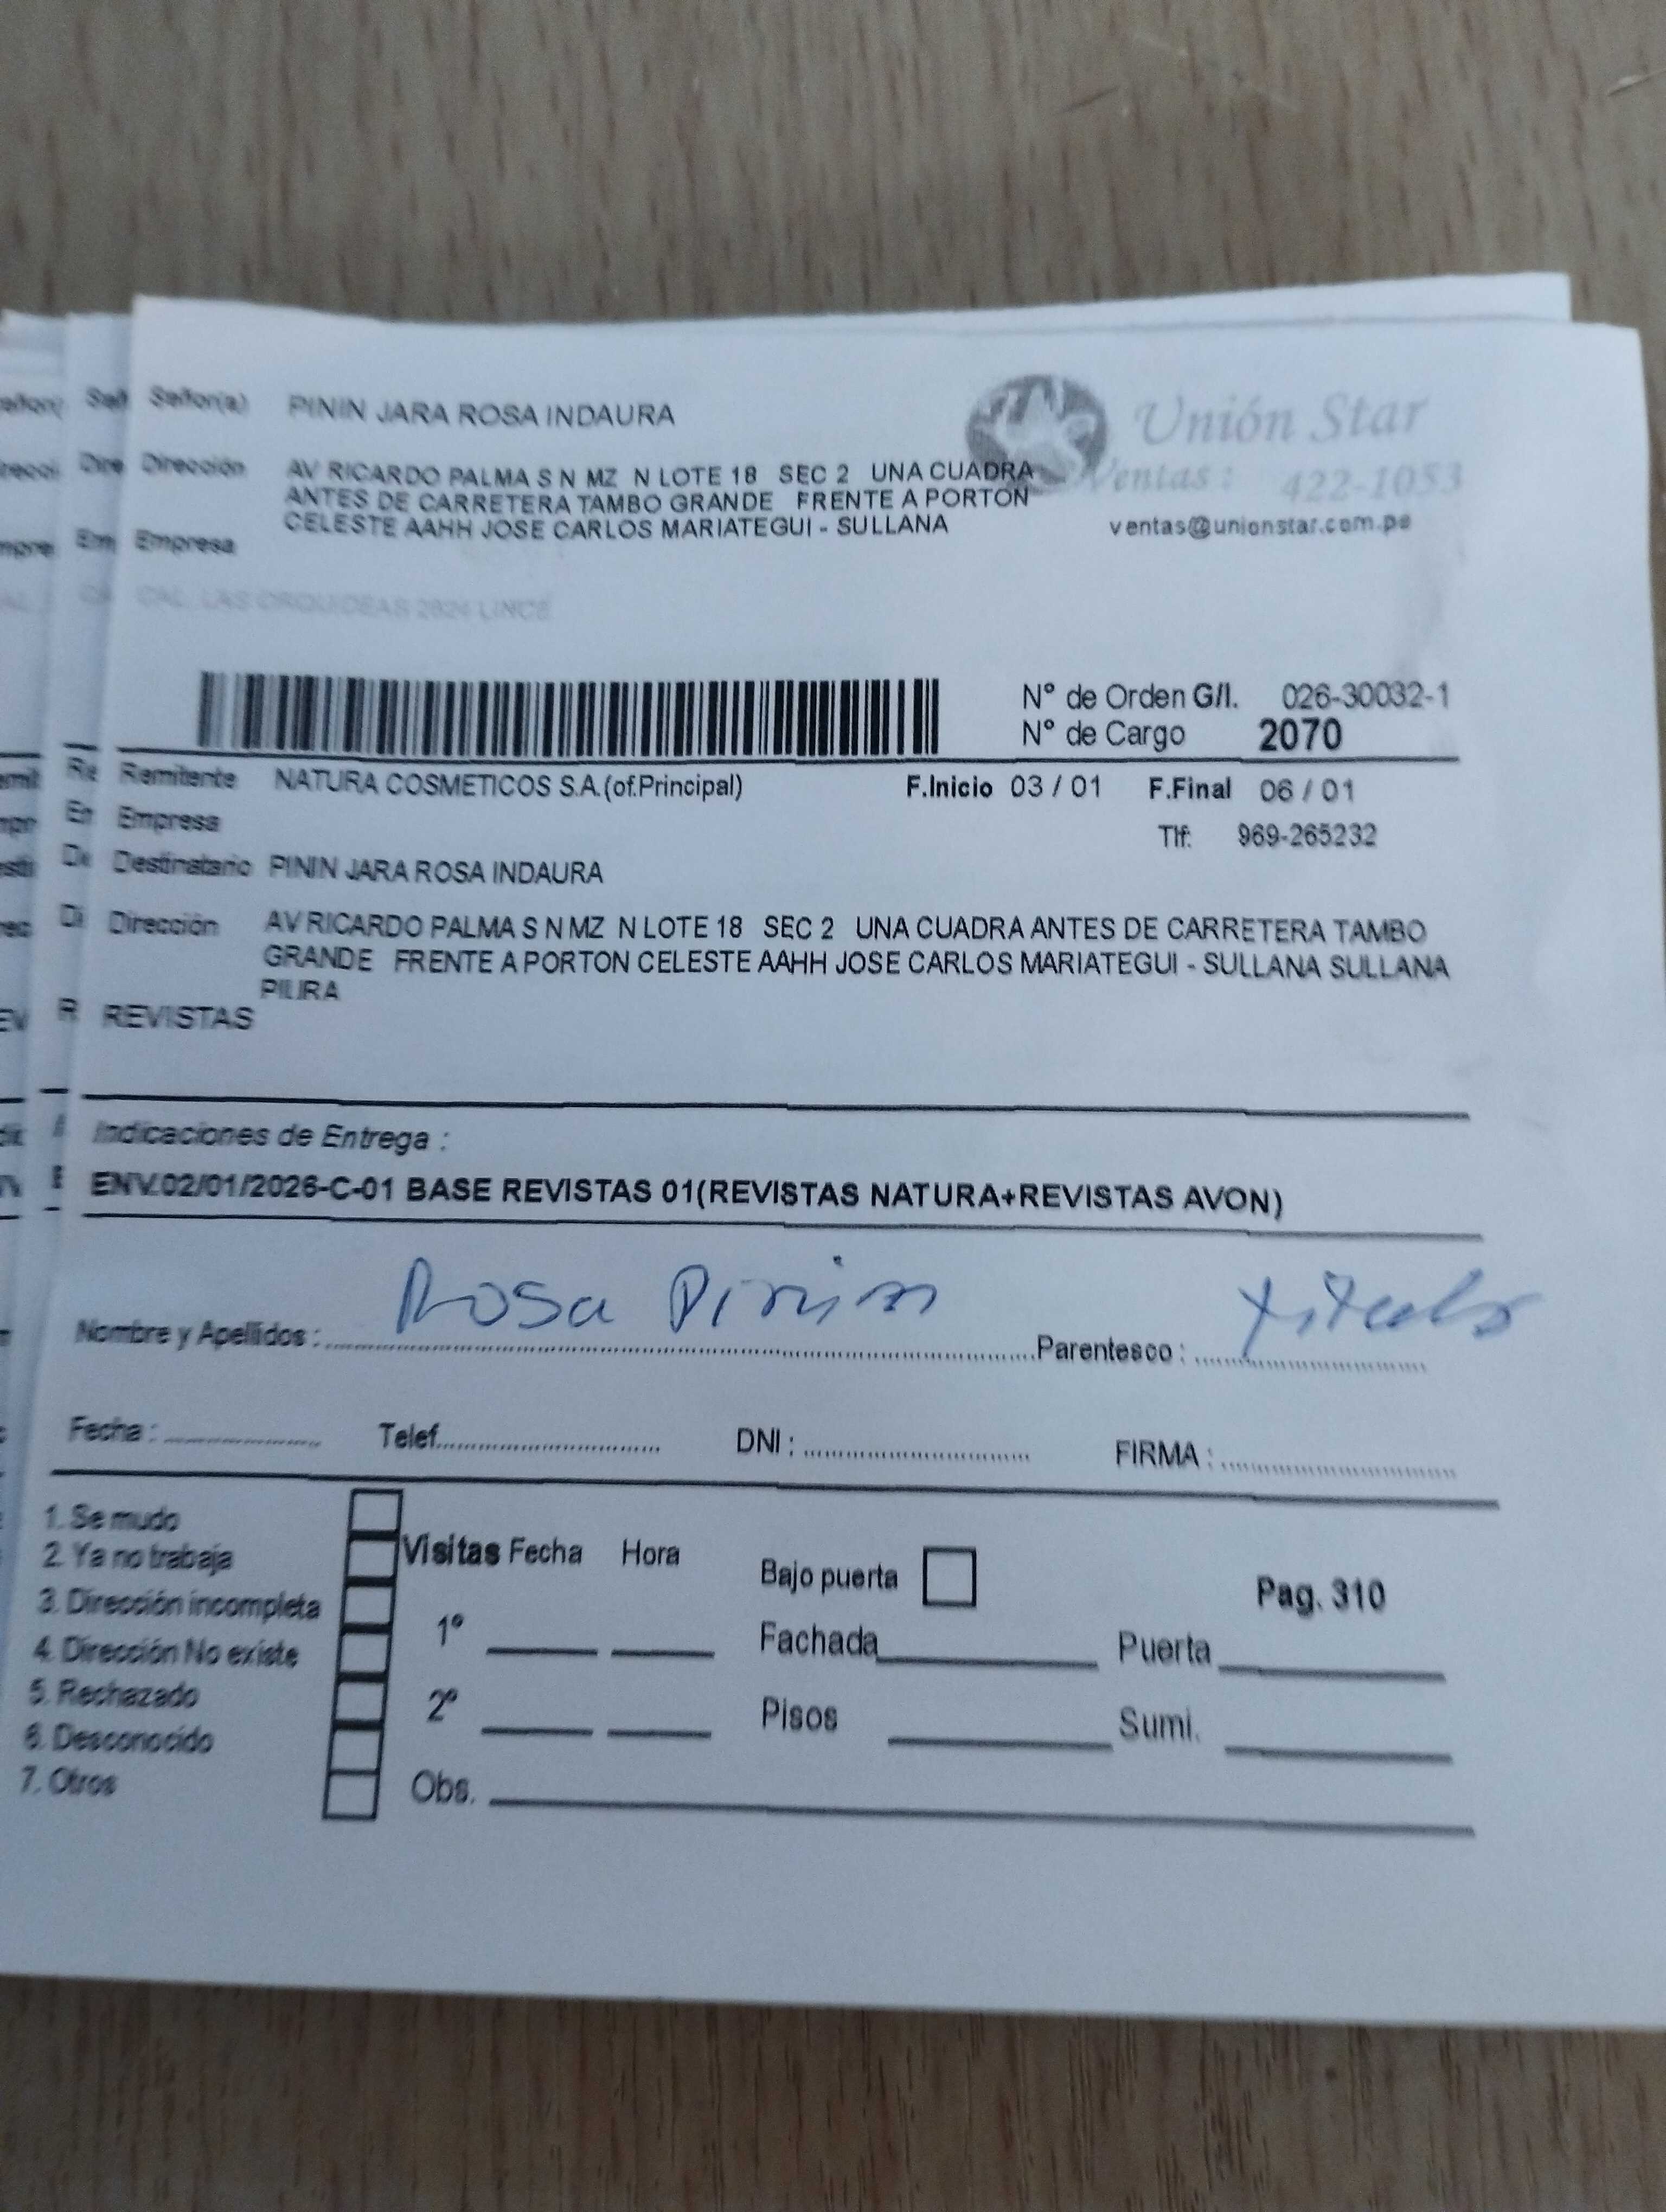 Señor(a) PININ JARA ROSA INDAURA
Unión Star
Dirección AV RICARDO PALMA S N MZ N LOTE 18 SEC 2 UNA CUADRA
Ventas: 422-1053
ANTES DE CARRETERA TAMBO GRANDE FRENTE A PORTON
CELESTE AAHH JOSE CARLOS MARIATEGUI - SULLANA
ventas@unionstar.com.pe
Empresa
CAL. LAS ORQUIDEAS LINCE
N° de Orden G/I. 026-30032-1
N° de Cargo 2070
Remitente NATURA COSMETICOS S.A.(of.Principal) F.Inicio 03 / 01 F.Final 06 / 01
Empresa
Tlf: 969-265232
Destinatario PININ JARA ROSA INDAURA
Dirección AV RICARDO PALMA S N MZ N LOTE 18 SEC 2 UNA CUADRA ANTES DE CARRETERA TAMBO
GRANDE FRENTE A PORTON CELESTE AAHH JOSE CARLOS MARIATEGUI - SULLANA SULLANA
PIURA
REVISTAS
Indicaciones de Entrega :
ENV.02/01/2026-C-01 BASE REVISTAS 01(REVISTAS NATURA+REVISTAS AVON)
Nombre y Apellidos : Rosa Pinin Parentesco : titular
Fecha : Telef. DNI : FIRMA :
1. Se mudo
2. Ya no trabaja
3. Dirección incompleta
4. Dirección No existe
5. Rechazado
6. Desconocido
7. Otros
Visitas Fecha Hora
1º
2º
Obs.
Bajo puerta
Fachada Puerta
Pisos Sumi.
Pag. 310